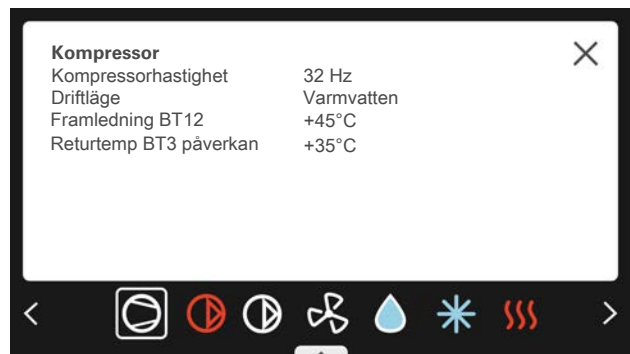 Kompressor
Kompressorhastighet 32 Hz
Driftläge Varmvatten
Framledning BT12 +45°C
Returtemp BT3 påverkan +35°C